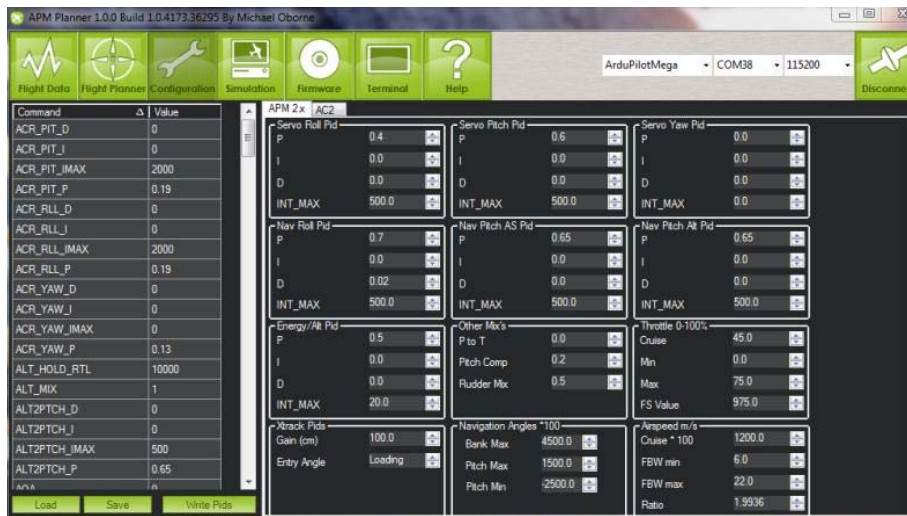 APM Planner 1.0.0 Build 1.0.4173.36295 By Michael Oborne
Flight Data Flight Planner Configuration Simulation Firmware Terminal Help ArduPilotMega COM38 115200 Disconne
Command Value
ACR_PIT_D 0
ACR_PIT_I 0
ACR_PIT_IMAX 2000
ACR_PIT_P 0.19
ACR_RLL_D 0
ACR_RLL_I 0
ACR_RLL_IMAX 2000
ACR_RLL_P 0.19
ACR_YAW_D 0
ACR_YAW_I 0
ACR_YAW_IMAX 0
ACR_YAW_P 0.13
ALT_HOLD_RTL 10000
ALT_MIX 1
ALT2PTCH_D 0
ALT2PTCH_I 0
ALT2PTCH_IMAX 500
ALT2PTCH_P 0.65
AOA 0
Load Save Write Pids
APM 2.x AC2
Servo Roll Pid
P 0.4
I 0.0
D 0.0
INT_MAX 500.0
Servo Pitch Pid
P 0.6
I 0.0
D 0.0
INT_MAX 500.0
Servo Yaw Pid
P 0.0
I 0.0
D 0.0
INT_MAX 0.0
Nav Roll Pid
P 0.7
I 0.0
D 0.02
INT_MAX 500.0
Nav Pitch AS Pid
P 0.65
I 0.0
D 0.0
INT_MAX 500.0
Nav Pitch Alt Pid
P 0.65
I 0.0
D 0.0
INT_MAX 500.0
Energy/Alt Pid
P 0.5
I 0.0
D 0.0
INT_MAX 20.0
Other Mix's
P to T 0.0
Pitch Comp 0.2
Rudder Mix 0.5
Throttle 0-100%
Cruise 45.0
Min 0.0
Max 75.0
FS Value 975.0
Xtrack Pids
Gain (cm) 100.0
Entry Angle Loading
Navigation Angles *100
Bank Max 4500.0
Pitch Max 1500.0
Pitch Min -2500.0
Airspeed m/s
Cruise * 100 1200.0
FBW min 6.0
FBW max 22.0
Ratio 1.9936